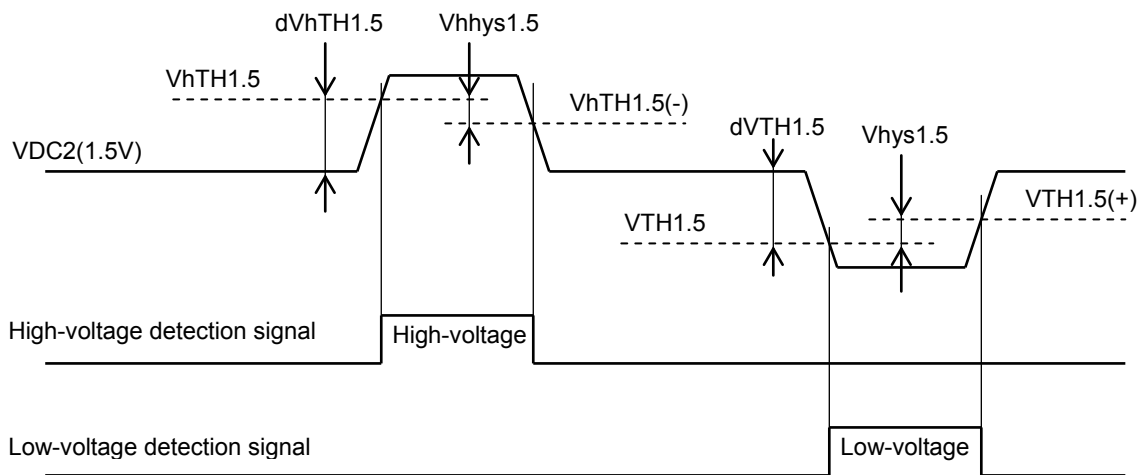 dVhTH1.5
Vhhys1.5
VhTH1.5
VhTH1.5(-)
dVTH1.5
Vhys1.5
VDC2(1.5V)
VTH1.5(+)
VTH1.5
High-voltage detection signal
High-voltage
Low-voltage detection signal
Low-voltage